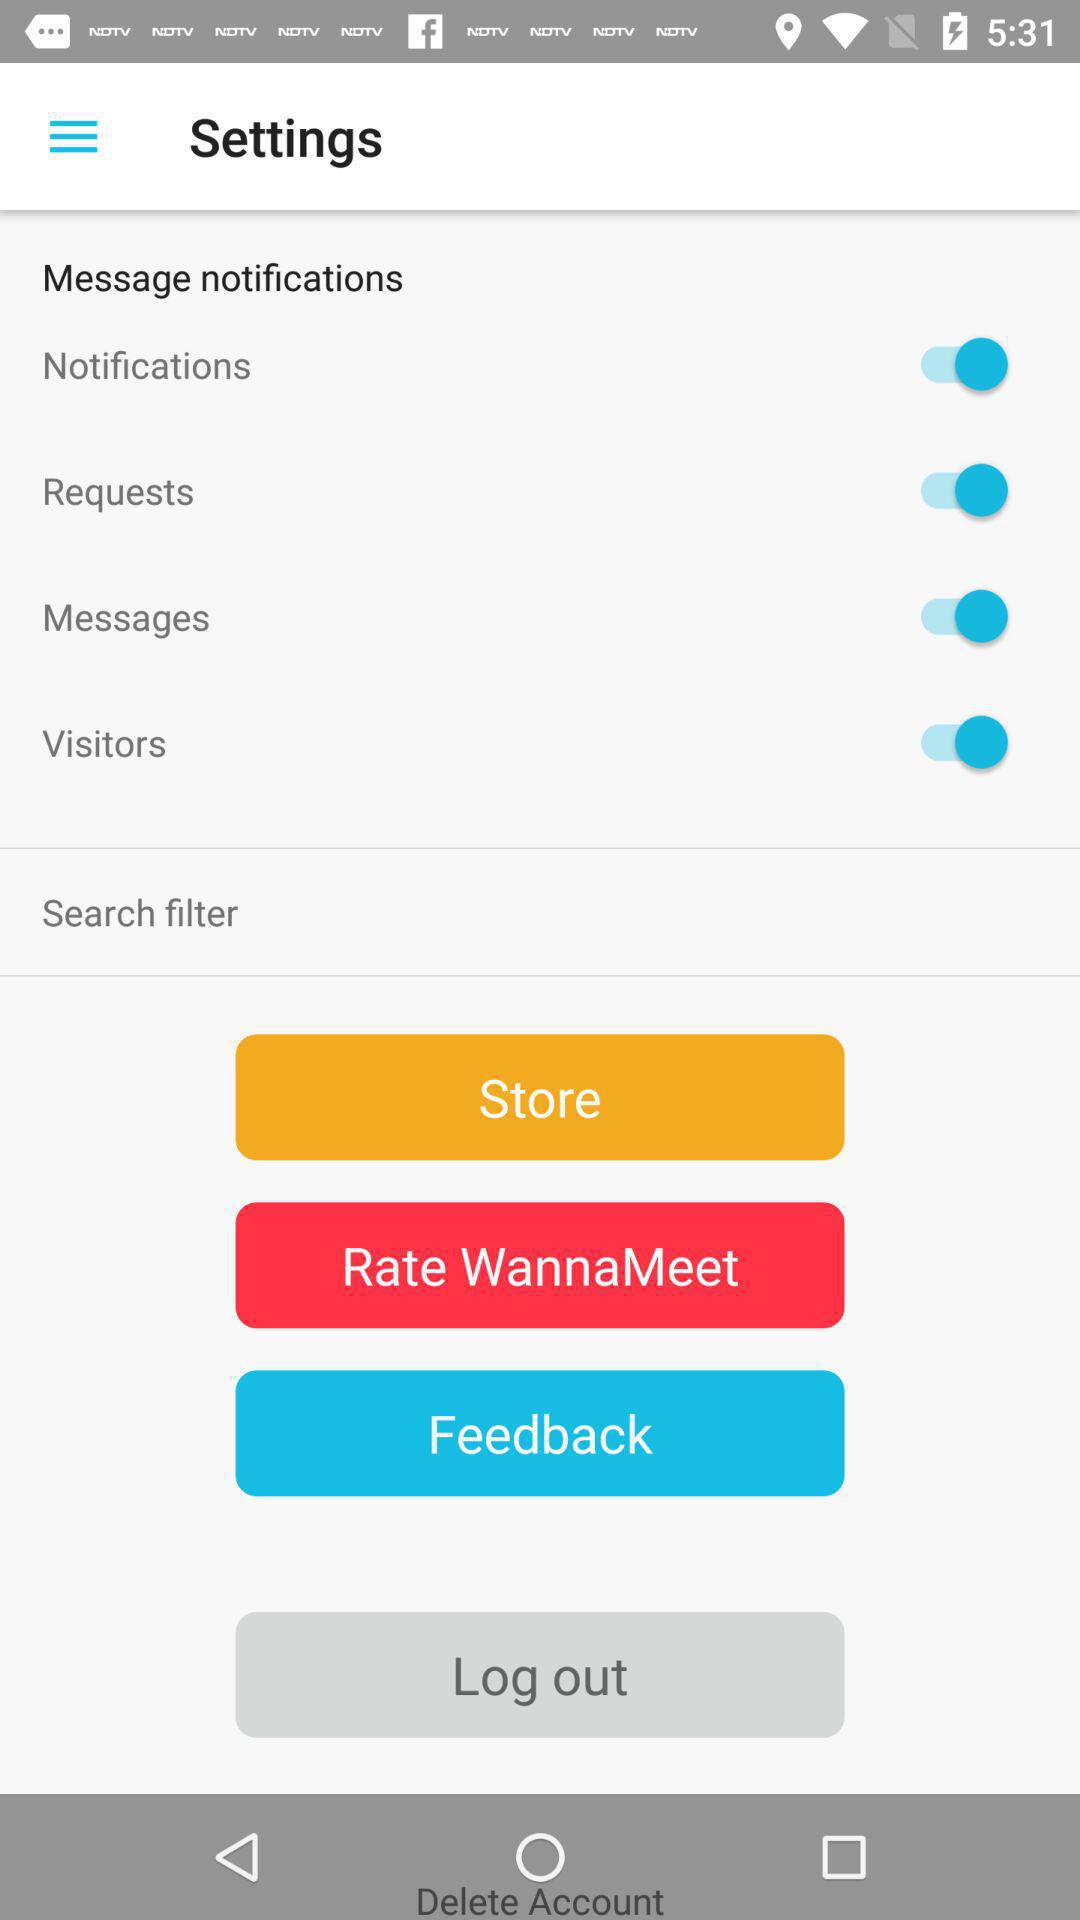 NDTV NDTV NDTV NDTV NDTV NDTV NDTV NDTV NDTV 5:31
Settings
Message notifications
Notifications
Requests
Messages
Visitors
Search filter
Store
Rate WannaMeet
Feedback
Log out
Delete Account